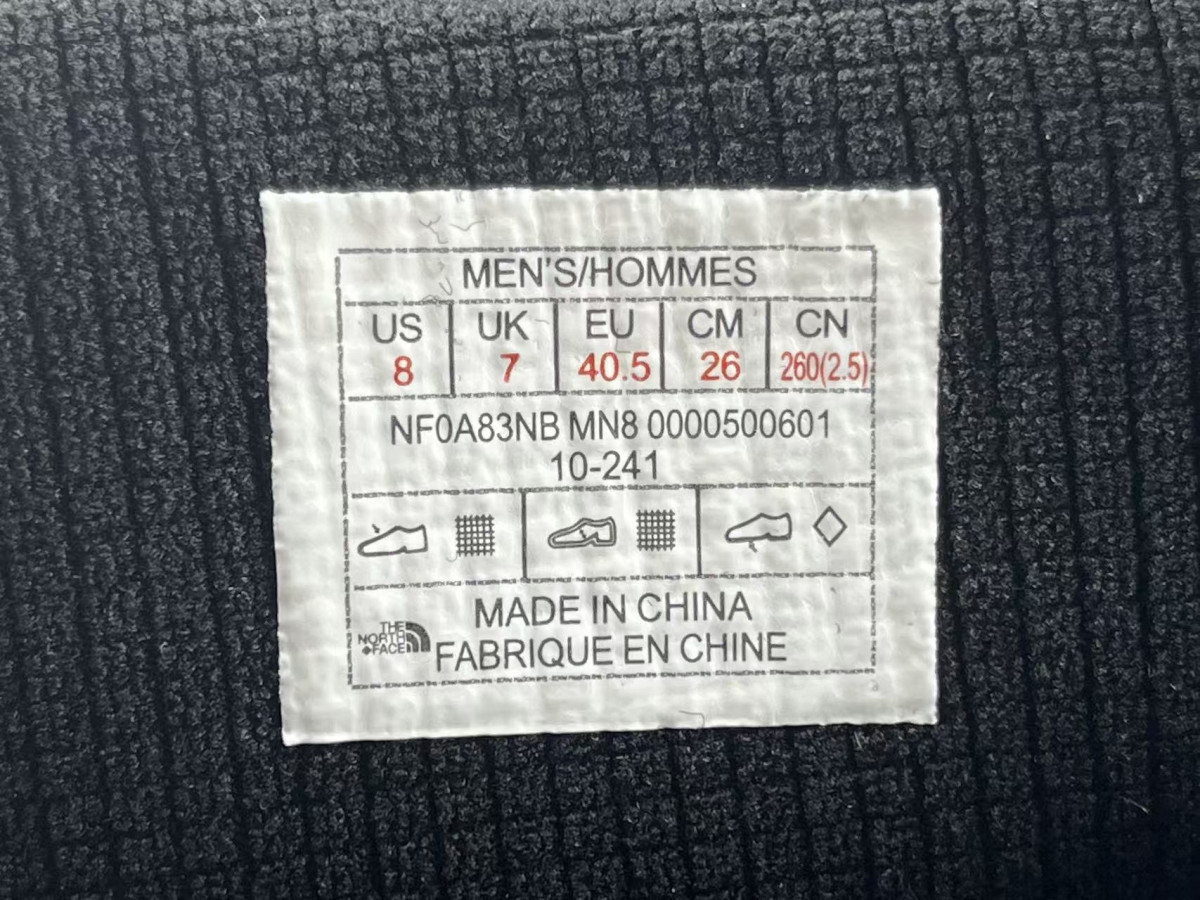 MEN'S/HOMMES
US UK EU CM CN
8 7 40.5 26 260(2.5)
NF0A83NB MN8 0000500601
10-241
MADE IN CHINA
THE
NORTH
FACE
FABRIQUE EN CHINE